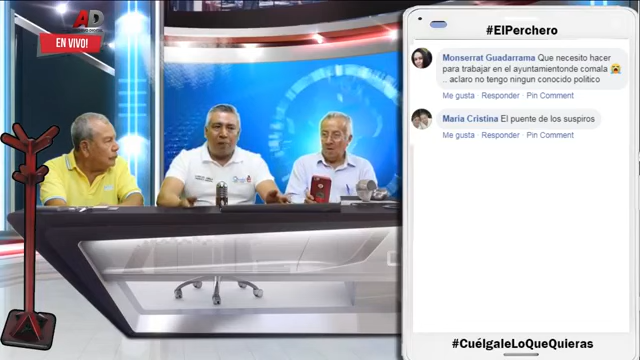 AD
EN VIVO!
#ElPerchero
Monserrat Guadarrama Que necesito hacer
para trabajar en el ayuntamientonde comala 😭
.. aclaro no tengo ningun conocido politico
Me gusta · Responder · Pin Comment
Maria Cristina El puente de los suspiros
Me gusta · Responder · Pin Comment
#CuélgaleLoQueQuieras